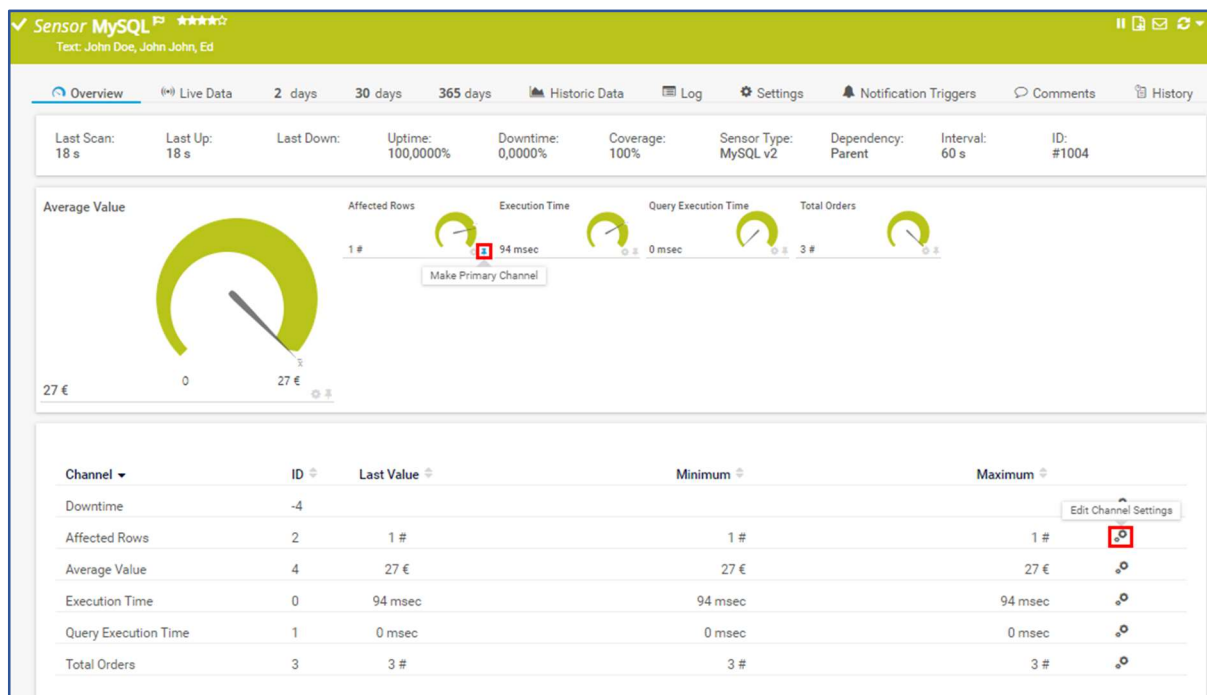 Sensor MySQL
Text: John Doe, John John, Ed
Overview Live Data 2 days 30 days 365 days Historic Data Log Settings Notification Triggers Comments History
Last Scan: Last Up: Last Down: Uptime: Downtime: Coverage: Sensor Type: Dependency: Interval: ID:
18 s 18 s 100,0000% 0,0000% 100% MySQL v2 Parent 60 s #1004
Average Value Affected Rows Execution Time Query Execution Time Total Orders
1 # 94 msec 0 msec 3 #
Make Primary Channel
0 27 €
27 €
Channel ID Last Value Minimum Maximum
Downtime -4
Edit Channel Settings
Affected Rows 2 1 # 1 # 1 #
Average Value 4 27 € 27 € 27 €
Execution Time 0 94 msec 94 msec 94 msec
Query Execution Time 1 0 msec 0 msec 0 msec
Total Orders 3 3 # 3 # 3 #